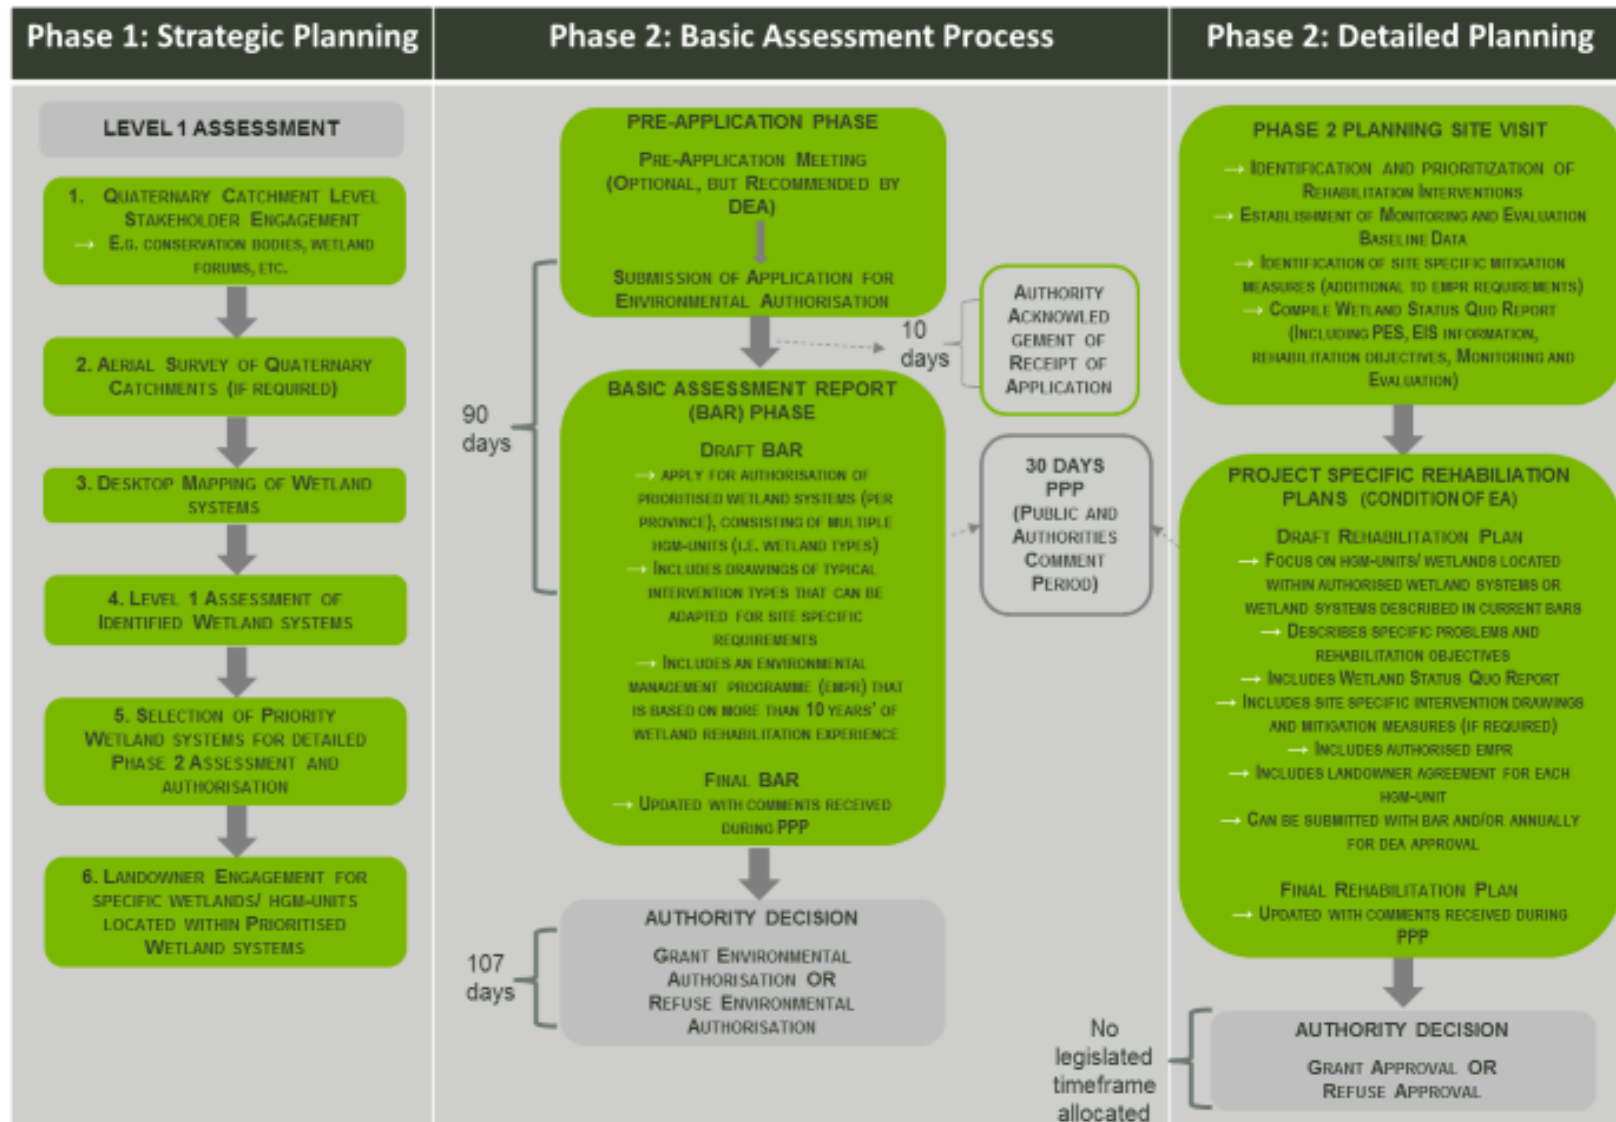 Phase 1: Strategic Planning
LEVEL 1 ASSESSMENT
1. QUATERNARY CATCHMENT LEVEL
STAKEHOLDER ENGAGEMENT
→ E.G. CONSERVATION BODIES, WETLAND
FORUMS, ETC.
2. AERIAL SURVEY OF QUATERNARY
CATCHMENTS (IF REQUIRED)
3. DESKTOP MAPPING OF WETLAND
SYSTEMS
4. LEVEL 1 ASSESSMENT OF
IDENTIFIED WETLAND SYSTEMS
5. SELECTION OF PRIORITY
WETLAND SYSTEMS FOR DETAILED
PHASE 2 ASSESSMENT AND
AUTHORISATION
6. LANDOWNER ENGAGEMENT FOR
SPECIFIC WETLANDS/ HGM-UNITS
LOCATED WITHIN PRIORITISED
WETLAND SYSTEMS
Phase 2: Basic Assessment Process
PRE-APPLICATION PHASE
PRE-APPLICATION MEETING
(OPTIONAL, BUT RECOMMENDED BY
DEA)
SUBMISSION OF APPLICATION FOR
ENVIRONMENTAL AUTHORISATION
10
days
AUTHORITY
ACKNOWLED
GEMENT OF
RECEIPT OF
APPLICATION
90
days
BASIC ASSESSMENT REPORT
(BAR) PHASE
DRAFT BAR
→ APPLY FOR AUTHORISATION OF
PRIORITISED WETLAND SYSTEMS (PER
PROVINCE), CONSISTING OF MULTIPLE
HGM-UNITS (I.E. WETLAND TYPES)
→ INCLUDES DRAWINGS OF TYPICAL
INTERVENTION TYPES THAT CAN BE
ADAPTED FOR SITE SPECIFIC
REQUIREMENTS
→ INCLUDES AN ENVIRONMENTAL
MANAGEMENT PROGRAMME (EMPR) THAT
IS BASED ON MORE THAN 10 YEARS' OF
WETLAND REHABILITATION EXPERIENCE
FINAL BAR
→ UPDATED WITH COMMENTS RECEIVED
DURING PPP
30 DAYS
PPP
(PUBLIC AND
AUTHORITIES
COMMENT
PERIOD)
107
days
AUTHORITY DECISION
GRANT ENVIRONMENTAL
AUTHORISATION OR
REFUSE ENVIRONMENTAL
AUTHORISATION
Phase 2: Detailed Planning
PHASE 2 PLANNING SITE VISIT
→ IDENTIFICATION AND PRIORITIZATION OF
REHABILITATION INTERVENTIONS
→ ESTABLISHMENT OF MONITORING AND EVALUATION
BASELINE DATA
→ IDENTIFICATION OF SITE SPECIFIC MITIGATION
MEASURES (ADDITIONAL TO EMPR REQUIREMENTS)
→ COMPILE WETLAND STATUS QUO REPORT
(INCLUDING PES, EIS INFORMATION,
REHABILITATION OBJECTIVES, MONITORING AND
EVALUATION)
PROJECT SPECIFIC REHABILIATION
PLANS (CONDITION OF EA)
DRAFT REHABILITATION PLAN
→ FOCUS ON HGM-UNITS/ WETLANDS LOCATED
WITHIN AUTHORISED WETLAND SYSTEMS OR
WETLAND SYSTEMS DESCRIBED IN CURRENT BARS
→ DESCRIBES SPECIFIC PROBLEMS AND
REHABILITATION OBJECTIVES
→ INCLUDES WETLAND STATUS QUO REPORT
→ INCLUDES SITE SPECIFIC INTERVENTION DRAWINGS
AND MITIGATION MEASURES (IF REQUIRED)
→ INCLUDES AUTHORISED EMPR
→ INCLUDES LANDOWNER AGREEMENT FOR EACH
HGM-UNIT
→ CAN BE SUBMITTED WITH BAR AND/OR ANNUALLY
FOR DEA APPROVAL
FINAL REHABILITATION PLAN
→ UPDATED WITH COMMENTS RECEIVED DURING
PPP
No
legislated
timeframe
allocated
AUTHORITY DECISION
GRANT APPROVAL OR
REFUSE APPROVAL